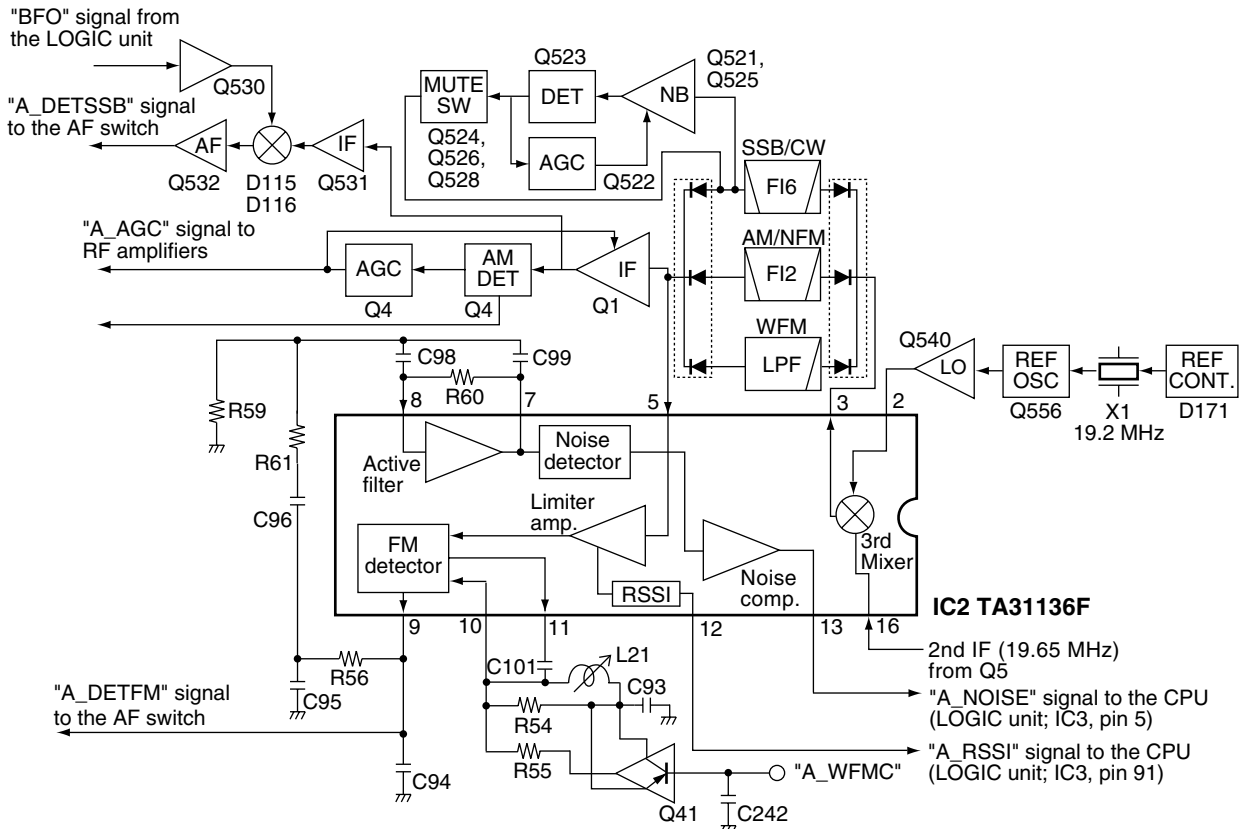 "BFO" signal from
the LOGIC unit
Q530
"A_DETSSB" signal
to the AF switch
AF
Q532
D115
D116
IF
Q531
MUTE
SW
Q524,
Q526,
Q528
Q523
DET
AGC
Q522
NB
Q521,
Q525
SSB/CW
FI6
AM/NFM
FI2
WFM
LPF
"A_AGC" signal to
RF amplifiers
AGC
Q4
AM
DET
Q4
IF
Q1
Q540
LO
REF
OSC
Q556
X1
19.2 MHz
REF
CONT.
D171
C98
C99
R60
R59
R61
C96
8
7
5
3
2
Active
filter
Noise
detector
Limiter
amp.
FM
detector
RSSI
Noise
comp.
3rd
Mixer
IC2 TA31136F
9
10
11
12
13
16
2nd IF (19.65 MHz)
from Q5
R56
C95
C101
L21
C93
R54
R55
"A_DETFM" signal
to the AF switch
C94
Q41
"A_WFMC"
C242
"A_NOISE" signal to the CPU
(LOGIC unit; IC3, pin 5)
"A_RSSI" signal to the CPU
(LOGIC unit; IC3, pin 91)